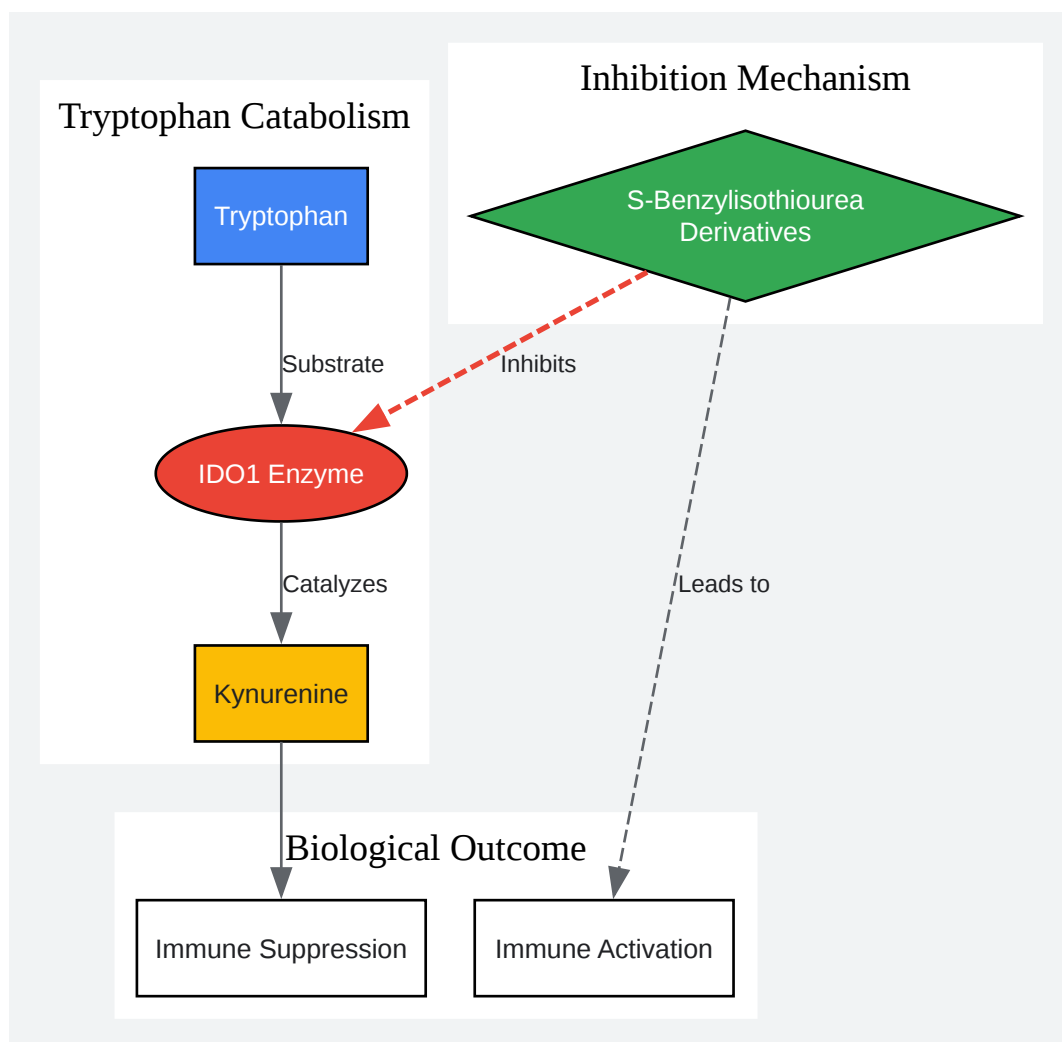 Inhibition Mechanism
Tryptophan Catabolism
Tryptophan
S-Benzylisothiourea
Derivatives
Substrate
Inhibits
IDO1 Enzyme
Catalyzes
Leads to
Kynurenine
Biological Outcome
Immune Suppression
Immune Activation